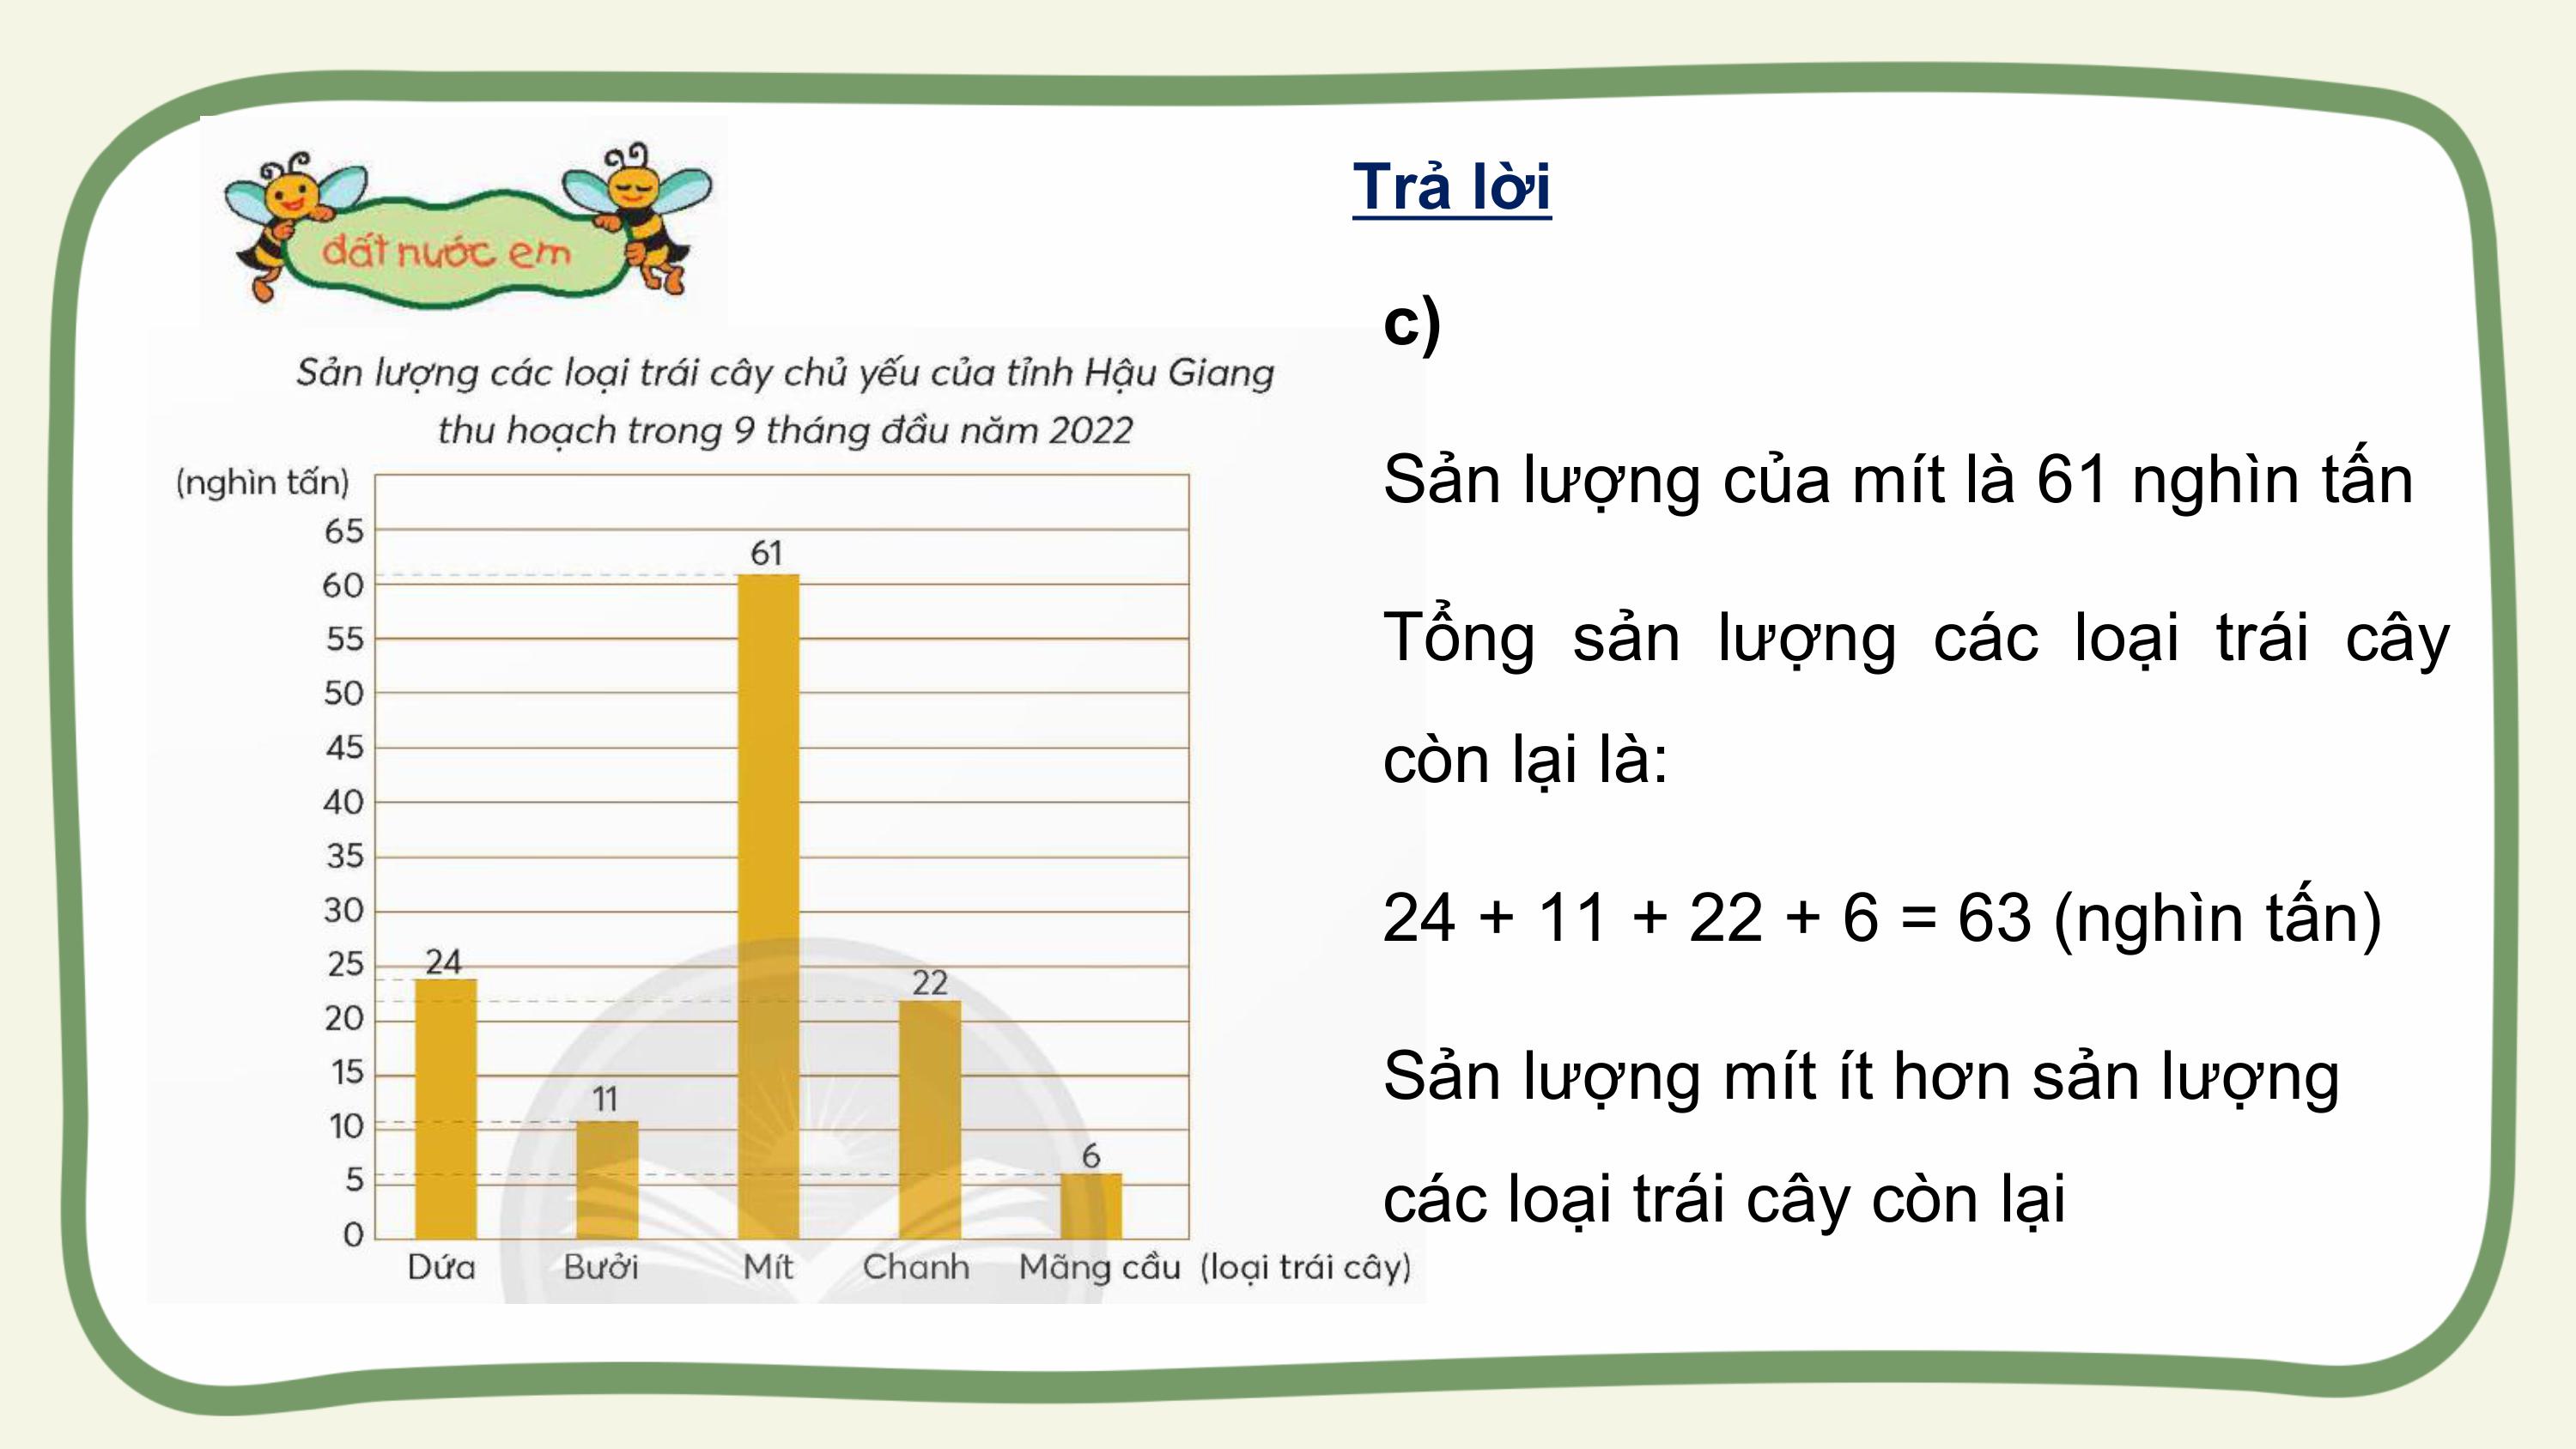 đất nước em
Sản lượng các loại trái cây chủ yếu của tỉnh Hậu Giang
thu hoạch trong 9 tháng đầu năm 2022
(nghìn tấn)
65
60
55
50
45
40
35
30
25
20
15
10
5
0
24
11
61
22
6
Dứa Bưởi Mít Chanh Mãng cầu (loại trái cây)
Trả lời
c)
Sản lượng của mít là 61 nghìn tấn
Tổng sản lượng các loại trái cây
còn lại là:
24 + 11 + 22 + 6 = 63 (nghìn tấn)
Sản lượng mít ít hơn sản lượng
các loại trái cây còn lại